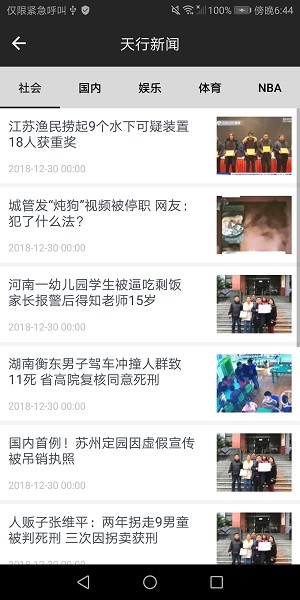 仅限紧急呼叫 100% 傍晚6:44
天行新闻
社会 国内 娱乐 体育 NBA
江苏渔民捞起9个水下可疑装置
18人获重奖
2018-12-30 00:00
城管发“炖狗”视频被停职 网友：
犯了什么法？
2018-12-30 00:00
河南一幼儿园学生被逼吃剩饭
家长报警后得知老师15岁
2018-12-30 00:00
湖南衡东男子驾车冲撞人群致
11死 省高院复核同意死刑
2018-12-30 00:00
国内首例！苏州定园因虚假宣传
被吊销执照
2018-12-30 00:00
人贩子张维平：两年拐走9男童
被判死刑 三次因拐卖获刑